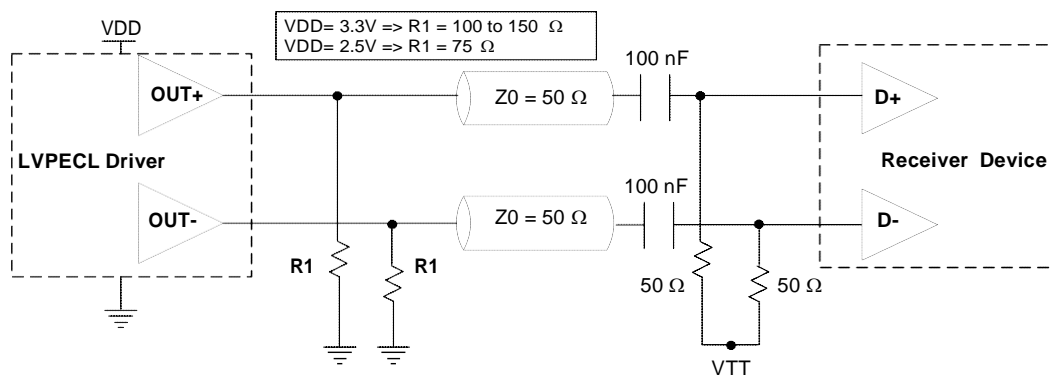 VDD
VDD= 3.3V => R1 = 100 to 150 Ω
VDD= 2.5V => R1 = 75 Ω
100 nF
OUT+
Z0 = 50 Ω
D+
LVPECL Driver
Receiver Device
100 nF
OUT-
Z0 = 50 Ω
D-
R1
R1
50 Ω
50 Ω
VTT